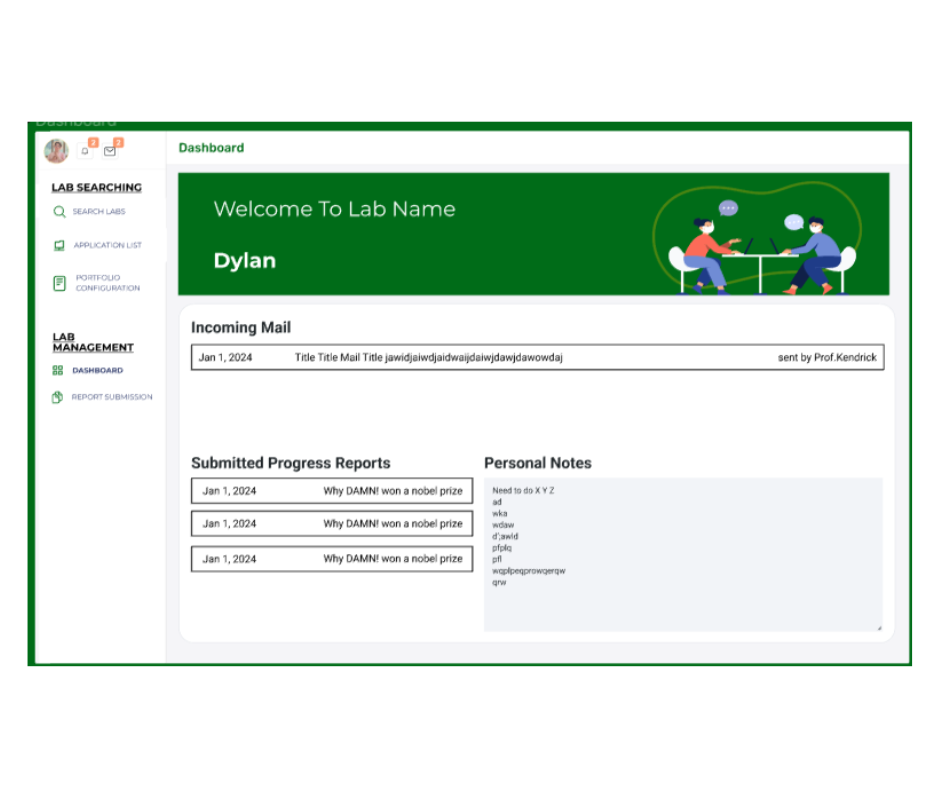 Dashboard
2
2
Dashboard
LAB SEARCHING
SEARCH LABS
APPLICATION LIST
PORTFOLIO
CONFIGURATION
LAB
MANAGEMENT
DASHBOARD
REPORT SUBMISSION
Welcome To Lab Name
Dylan
Incoming Mail
Jan 1, 2024 Title Title Mail Title jawidjaiwdjaidwaijdaiwjdawjdawowdaj sent by Prof.Kendrick
Submitted Progress Reports
Jan 1, 2024 Why DAMN! won a nobel prize
Jan 1, 2024 Why DAMN! won a nobel prize
Jan 1, 2024 Why DAMN! won a nobel prize
Personal Notes
Need to do X Y Z
ad
wka
wdaw
d';awld
pfplq
pfl
wqpfpeqprowqerqw
qrw